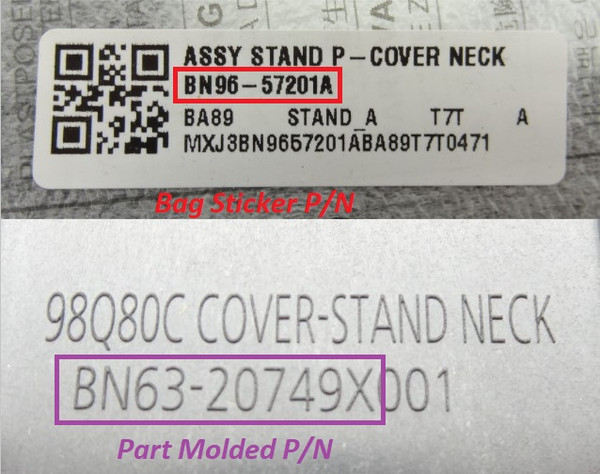 ASSY STAND P-COVER NECK
BN96-57201A
BA89 STAND_A T7T A
MXJ3BN9657201ABA89T7T0471
Bag Sticker P/N
98Q80C COVER-STAND NECK
BN63-20749X001
Part Molded P/N